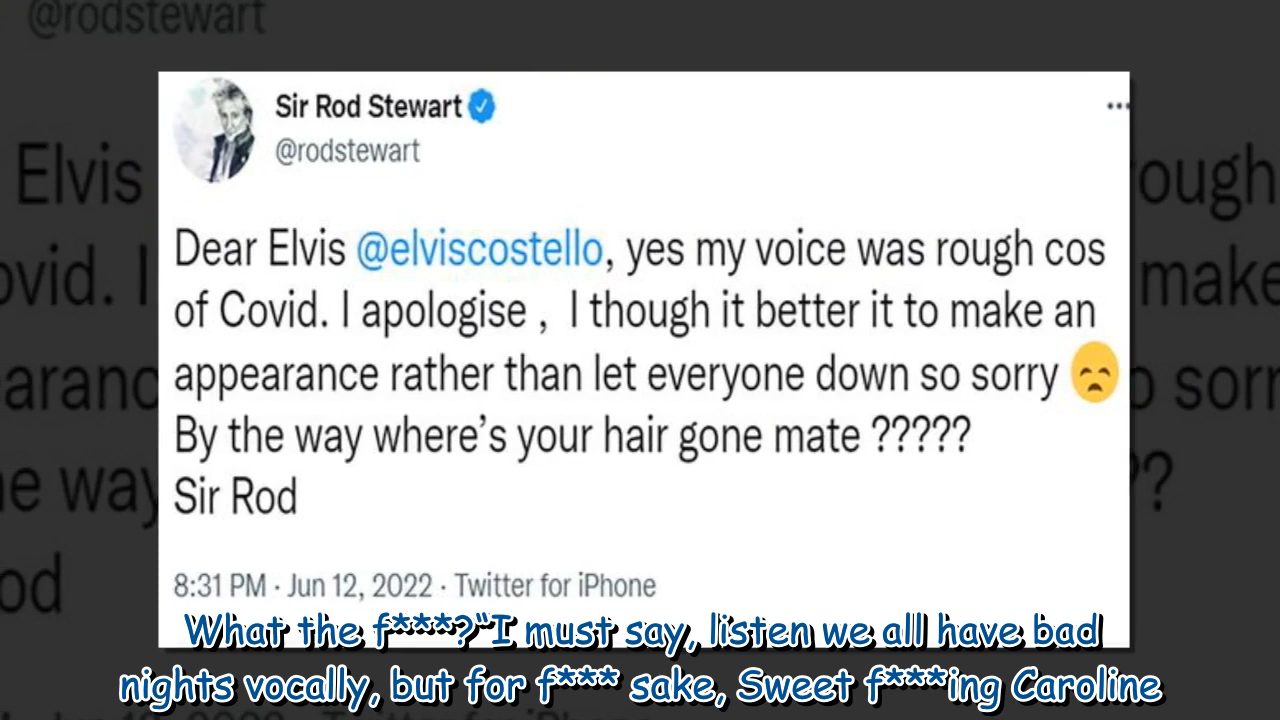 @rodstewart
Sir Rod Stewart
@rodstewart
Dear Elvis @elviscostello, yes my voice was rough cos
of Covid. I apologise ,  I though it better it to make an
appearance rather than let everyone down so sorry 😞
By the way where's your hair gone mate ?????
Sir Rod
8:31 PM · Jun 12, 2022 · Twitter for iPhone
What the f***?“I must say, listen we all have bad
nights vocally, but for f*** sake, Sweet f***ing Caroline